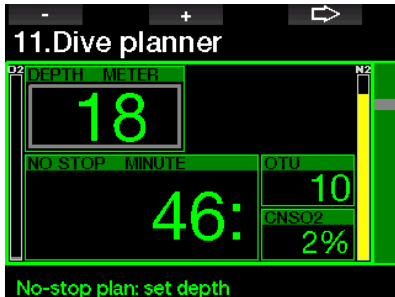 - +
11.Dive planner
O2 DEPTH METER N2
18
NO STOP MINUTE OTU
46: 10
CNSO2
2%
No-stop plan: set depth